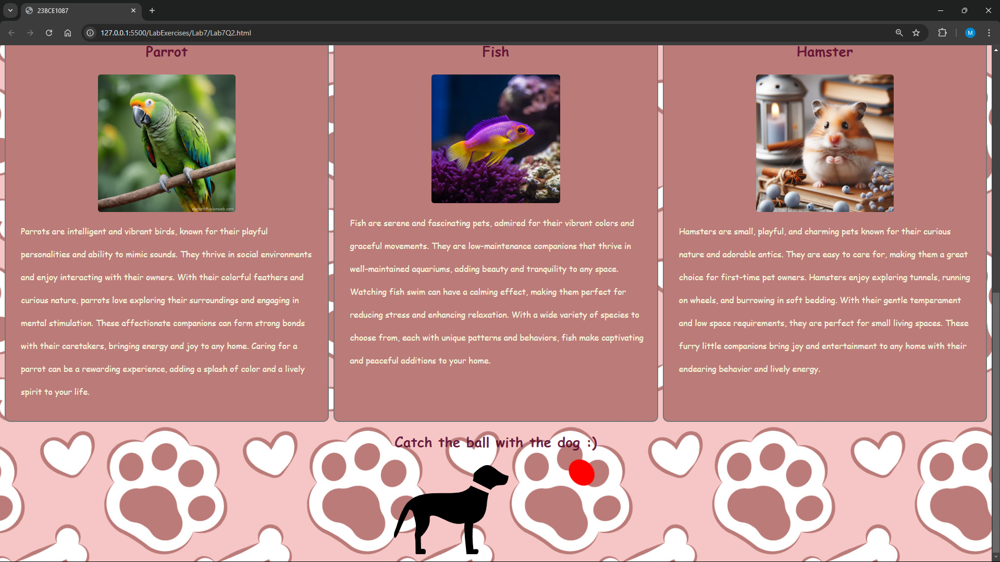 23BCE1087
127.0.0.1:5500/LabExercises/Lab7/Lab7Q2.html
M
Parrot
stablediffusionweb.com
Parrots are intelligent and vibrant birds, known for their playful
personalities and ability to mimic sounds. They thrive in social environments
and enjoy interacting with their owners. With their colorful feathers and
curious nature, parrots love exploring their surroundings and engaging in
mental stimulation. These affectionate companions can form strong bonds
with their caretakers, bringing energy and joy to any home. Caring for a
parrot can be a rewarding experience, adding a splash of color and a lively
spirit to your life.
Fish
Fish are serene and fascinating pets, admired for their vibrant colors and
graceful movements. They are low-maintenance companions that thrive in
well-maintained aquariums, adding beauty and tranquility to any space.
Watching fish swim can have a calming effect, making them perfect for
reducing stress and enhancing relaxation. With a wide variety of species to
choose from, each with unique patterns and behaviors, fish make captivating
and peaceful additions to your home.
Hamster
Hamsters are small, playful, and charming pets known for their curious
nature and adorable antics. They are easy to care for, making them a great
choice for first-time pet owners. Hamsters enjoy exploring tunnels, running
on wheels, and burrowing in soft bedding. With their gentle temperament
and low space requirements, they are perfect for small living spaces. These
furry little companions bring joy and entertainment to any home with their
endearing behavior and lively energy.
Catch the ball with the dog :)